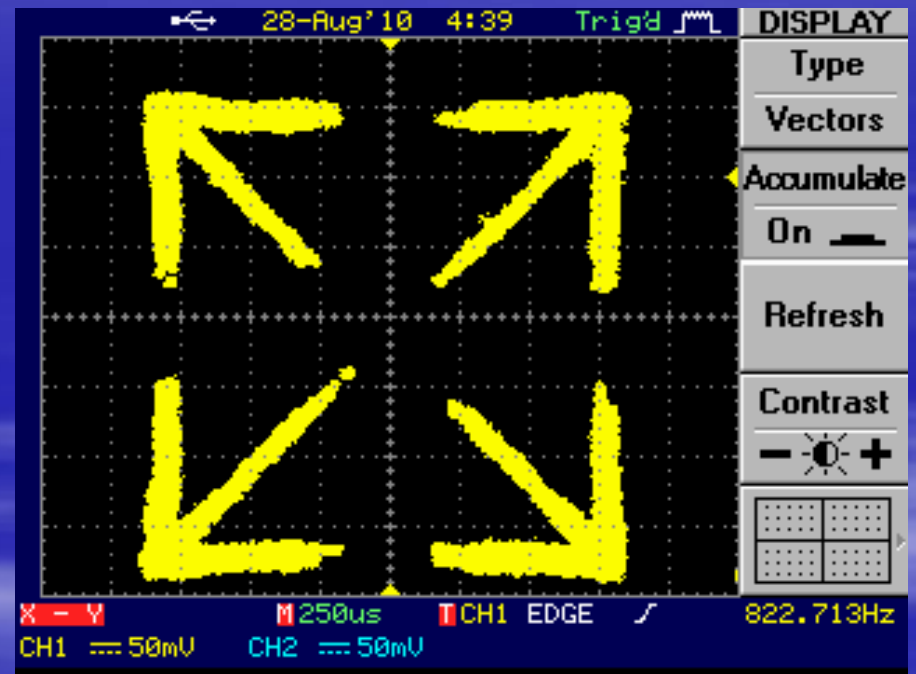 28-Aug'10 4:39 Trig'd DISPLAY
Type
Vectors
Accumulate
On
Refresh
Contrast
X - Y M 250us T CH1 EDGE 822.713Hz
CH1 50mV CH2 50mV